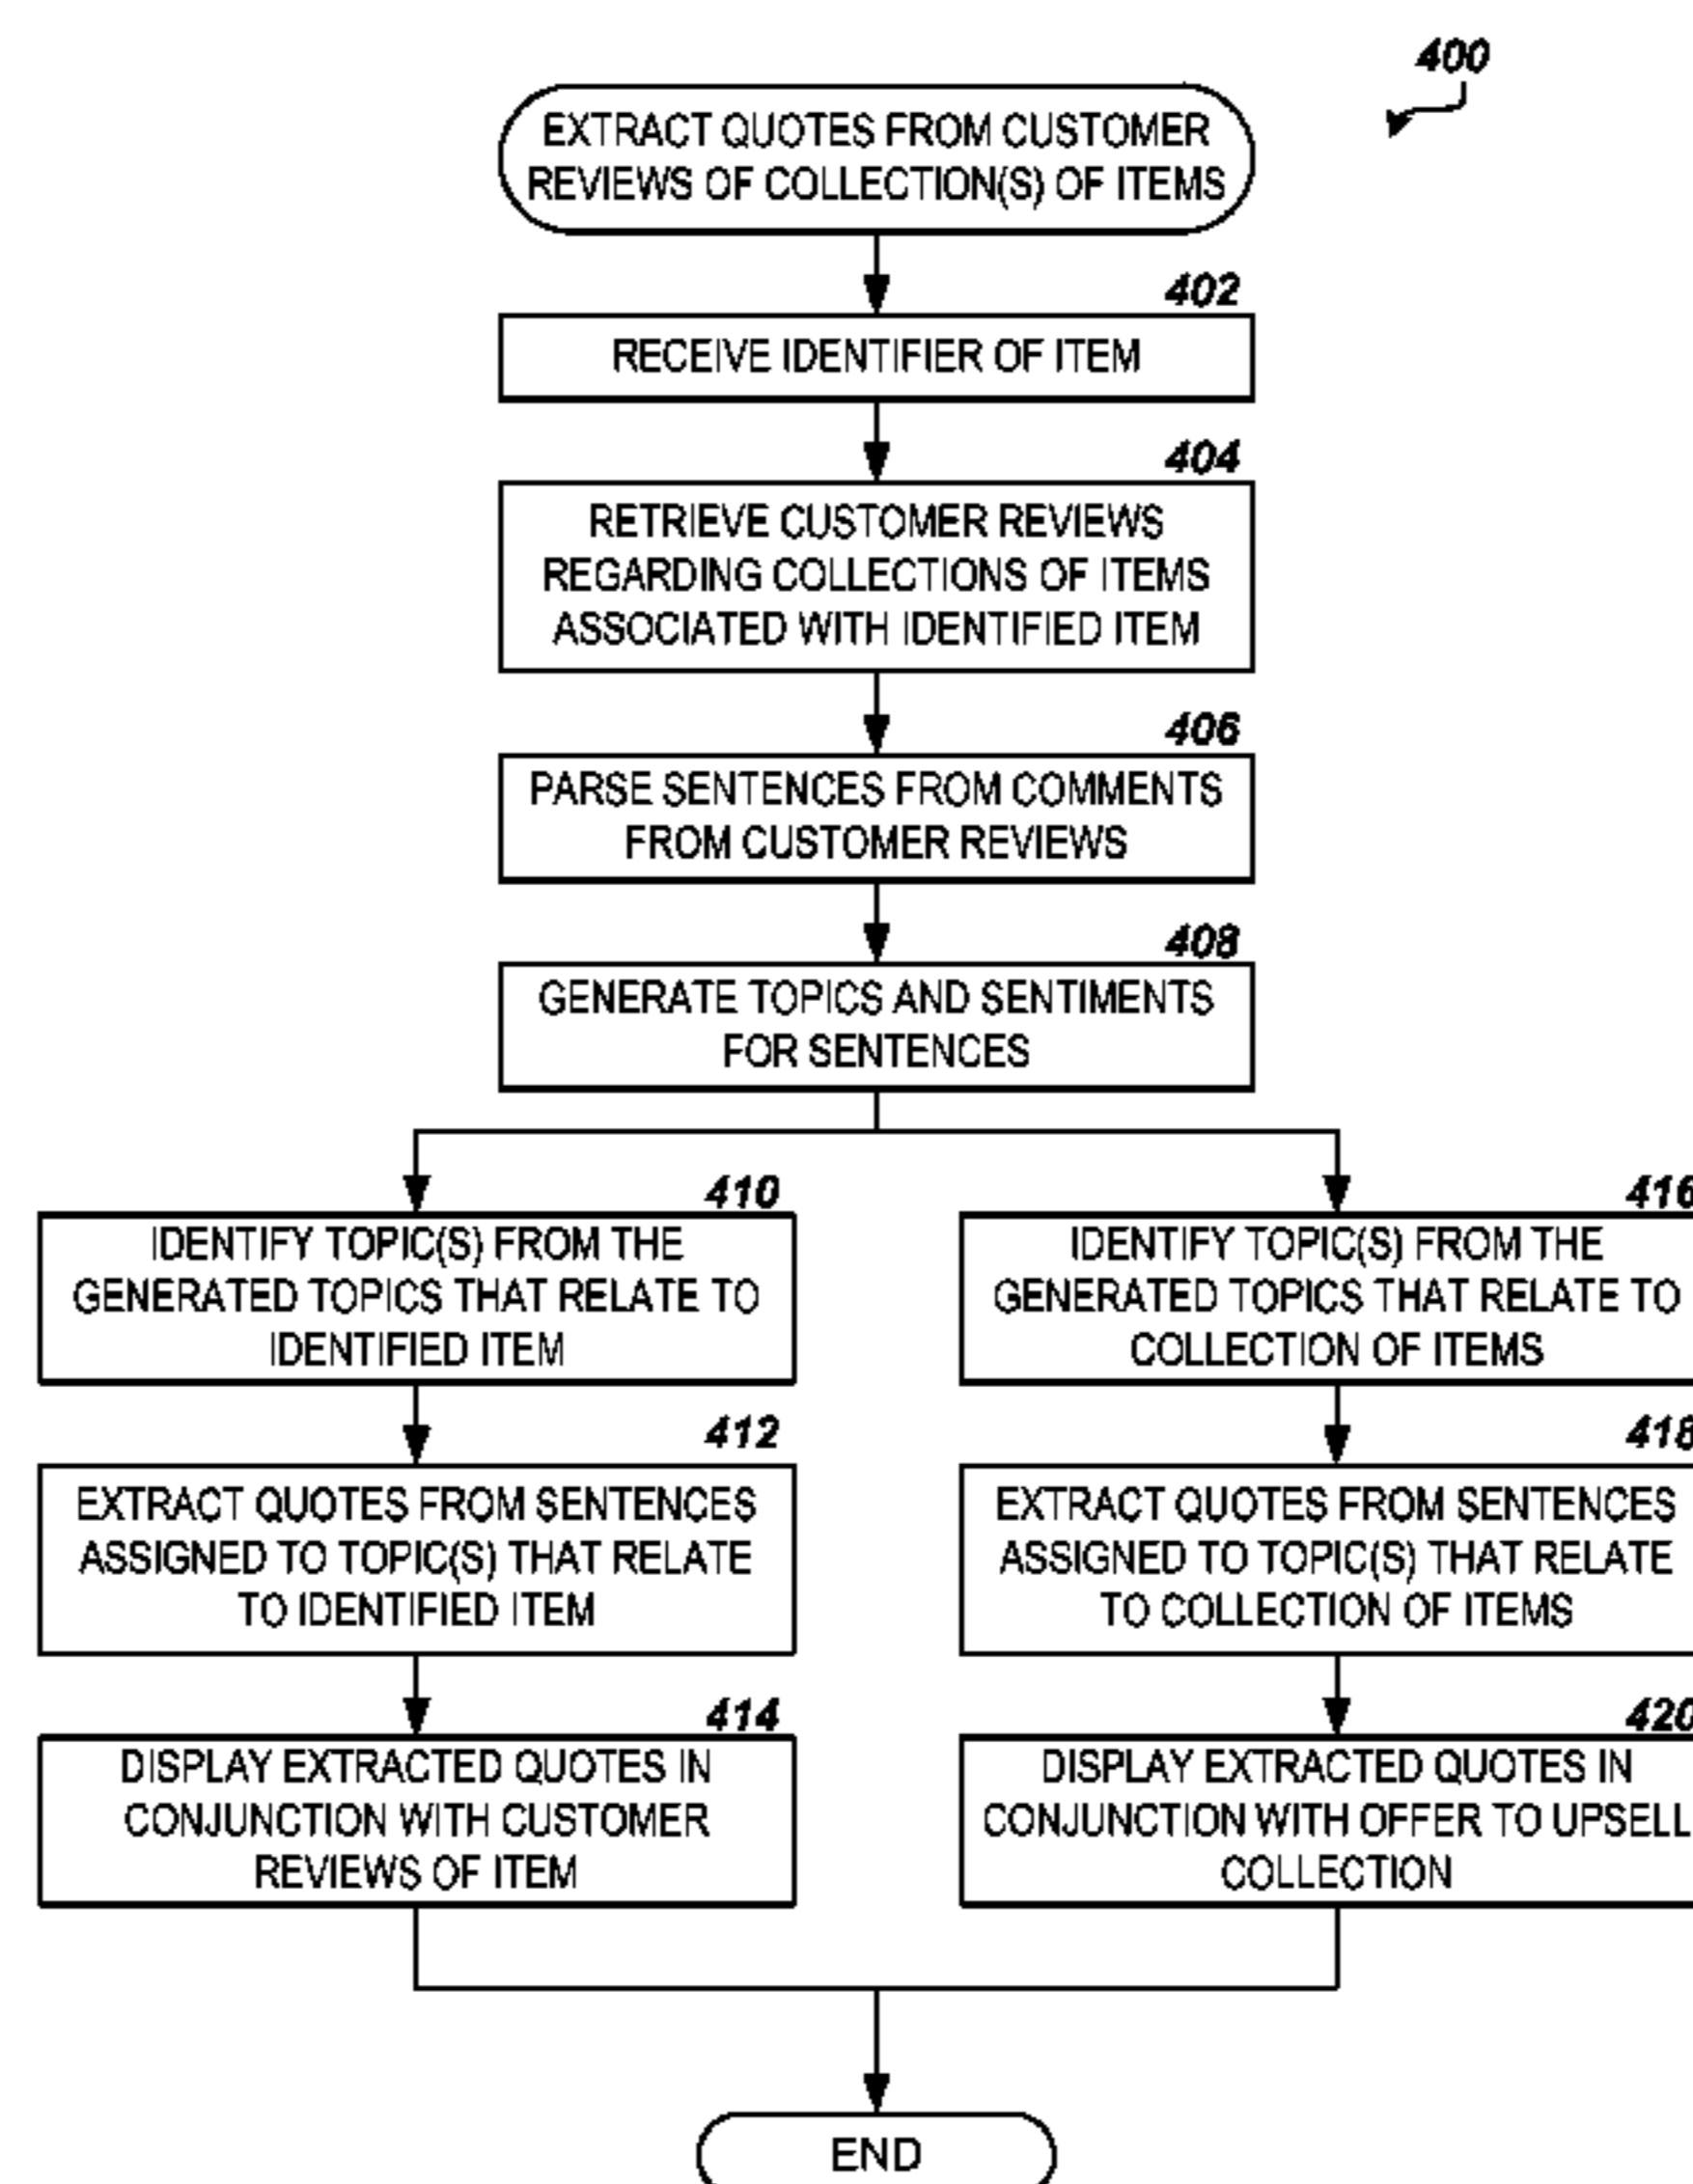 400
EXTRACT QUOTES FROM CUSTOMER
REVIEWS OF COLLECTION(S) OF ITEMS
402
RECEIVE IDENTIFIER OF ITEM
404
RETRIEVE CUSTOMER REVIEWS
REGARDING COLLECTIONS OF ITEMS
ASSOCIATED WITH IDENTIFIED ITEM
406
PARSE SENTENCES FROM COMMENTS
FROM CUSTOMER REVIEWS
408
GENERATE TOPICS AND SENTIMENTS
FOR SENTENCES
410
IDENTIFY TOPIC(S) FROM THE
GENERATED TOPICS THAT RELATE TO
IDENTIFIED ITEM
412
EXTRACT QUOTES FROM SENTENCES
ASSIGNED TO TOPIC(S) THAT RELATE
TO IDENTIFIED ITEM
414
DISPLAY EXTRACTED QUOTES IN
CONJUNCTION WITH CUSTOMER
REVIEWS OF ITEM
416
IDENTIFY TOPIC(S) FROM THE
GENERATED TOPICS THAT RELATE TO
COLLECTION OF ITEMS
418
EXTRACT QUOTES FROM SENTENCES
ASSIGNED TO TOPIC(S) THAT RELATE
TO COLLECTION OF ITEMS
420
DISPLAY EXTRACTED QUOTES IN
CONJUNCTION WITH OFFER TO UPSELL
COLLECTION
END